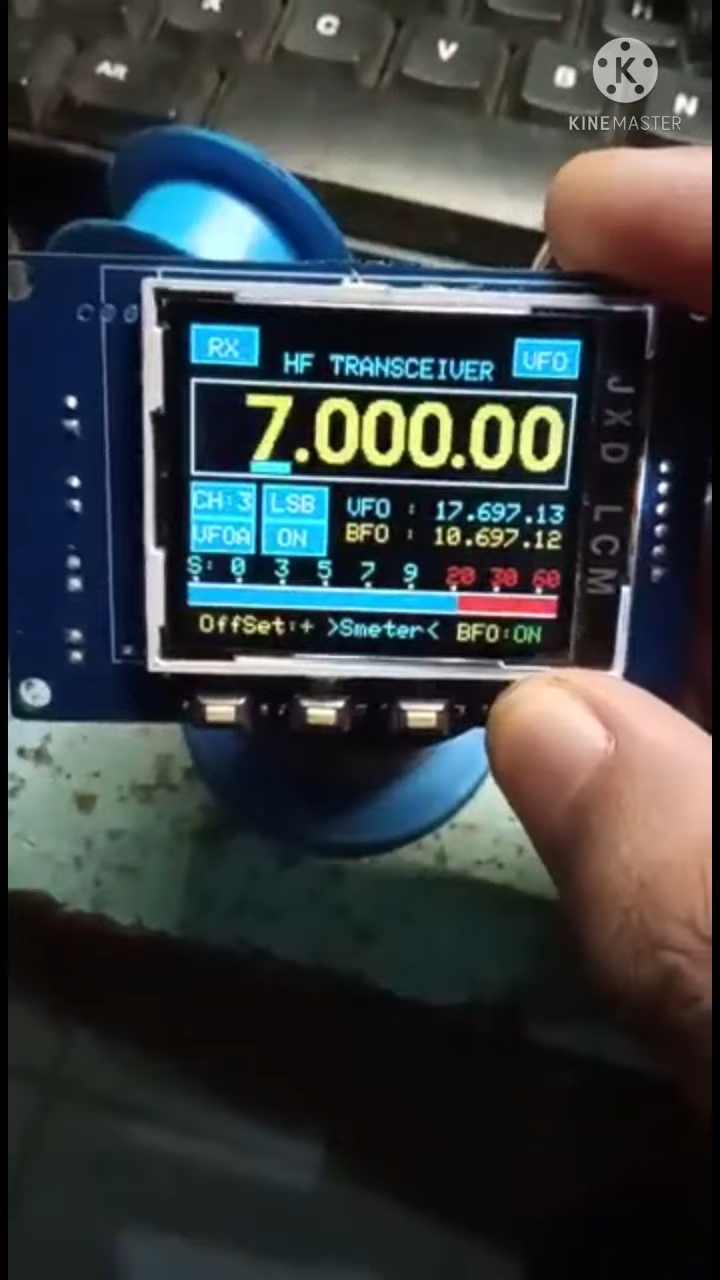 X
C
V
B
N
Alt
K
KINEMASTER
RX
HF TRANSCEIVER
VFO
7.000.00
CH:3 LSB VFO : 17.697.13
VFOA ON BFO : 10.697.12
S: 0 3 5 7 9 20 30 60
OffSet:+ >Smeter< BFO:ON
JXD LCM